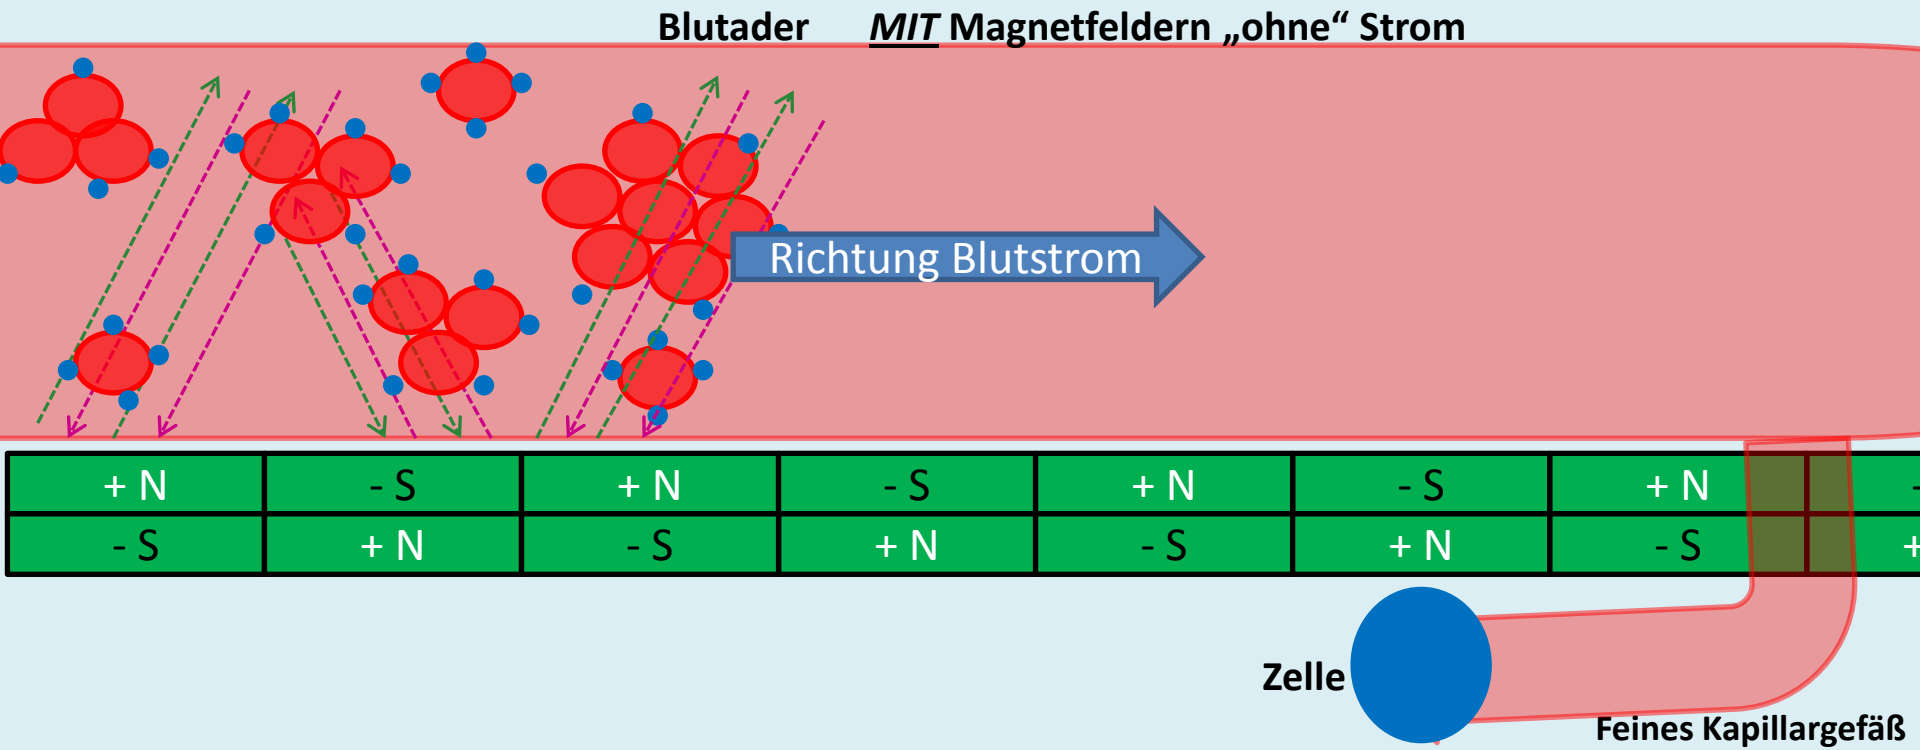 Blutader MIT Magnetfeldern „ohne“ Strom
Richtung Blutstrom
+ N - S + N - S + N - S + N -
- S + N - S + N - S + N - S +
Zelle
Feines Kapillargefäß